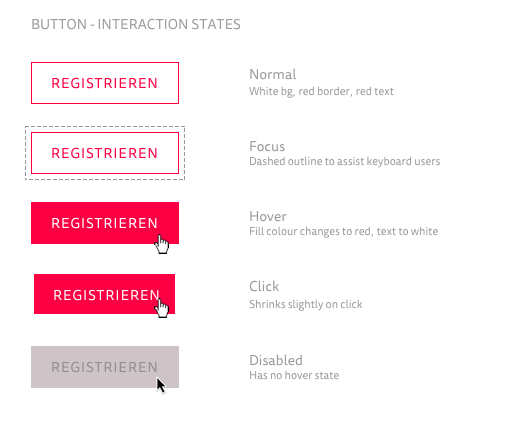 BUTTON - INTERACTION STATES
REGISTRIEREN
Normal
White bg, red border, red text
REGISTRIEREN
Focus
Dashed outline to assist keyboard users
REGISTRIEREN
Hover
Fill colour changes to red, text to white
REGISTRIEREN
Click
Shrinks slightly on click
REGISTRIEREN
Disabled
Has no hover state